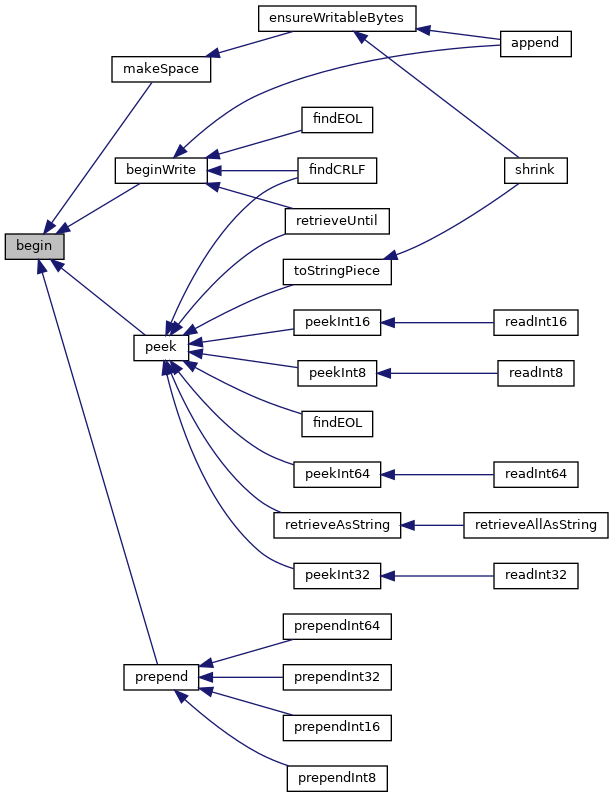 ensureWritableBytes
append
makeSpace
findEOL
beginWrite
findCRLF
shrink
retrieveUntil
begin
toStringPiece
peekInt16
readInt16
peek
peekInt8
readInt8
findEOL
peekInt64
readInt64
retrieveAsString
retrieveAllAsString
peekInt32
readInt32
prependInt64
prepend
prependInt32
prependInt16
prependInt8